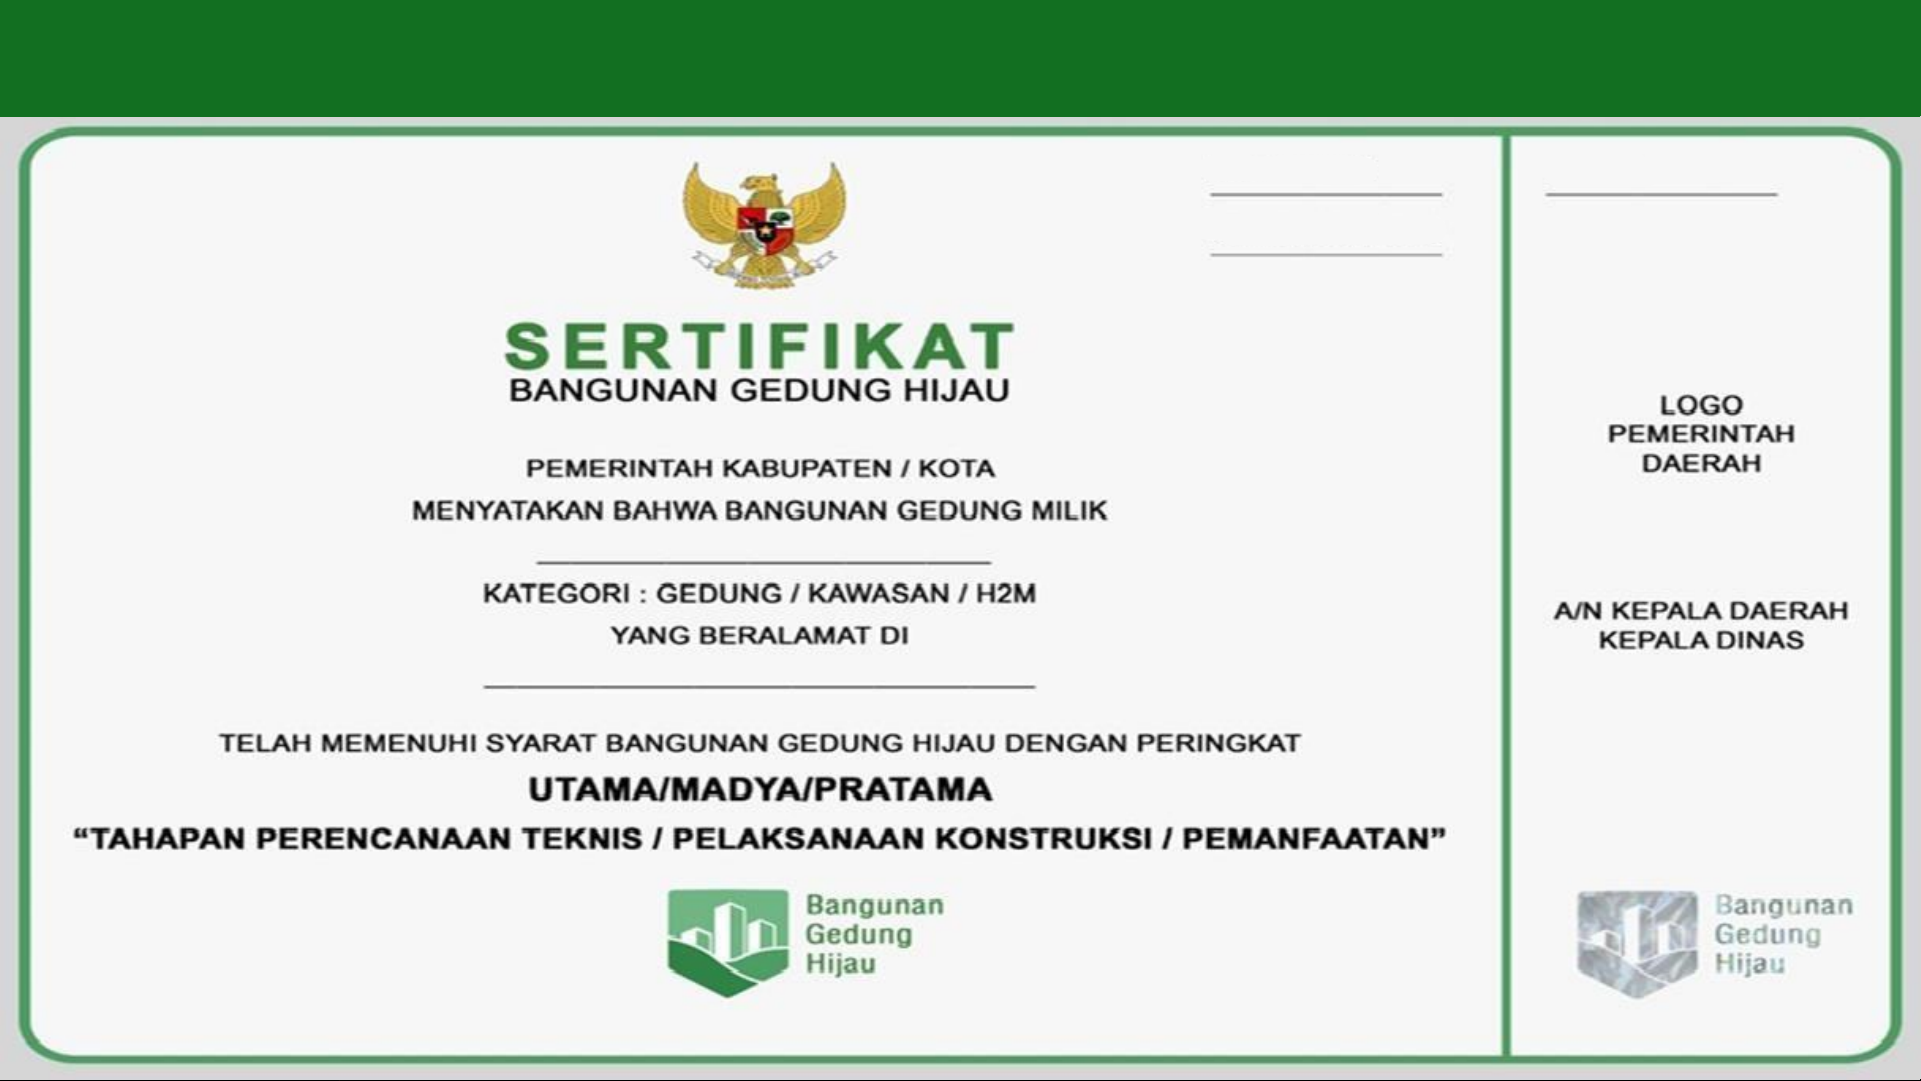 SERTIFIKAT
BANGUNAN GEDUNG HIJAU
PEMERINTAH KABUPATEN / KOTA
MENYATAKAN BAHWA BANGUNAN GEDUNG MILIK
KATEGORI : GEDUNG / KAWASAN / H2M
YANG BERALAMAT DI
TELAH MEMENUHI SYARAT BANGUNAN GEDUNG HIJAU DENGAN PERINGKAT
UTAMA/MADYA/PRATAMA
“TAHAPAN PERENCANAAN TEKNIS / PELAKSANAAN KONSTRUKSI / PEMANFAATAN”
Bangunan
Gedung
Hijau
LOGO
PEMERINTAH
DAERAH
A/N KEPALA DAERAH
KEPALA DINAS
Bangunan
Gedung
Hijau